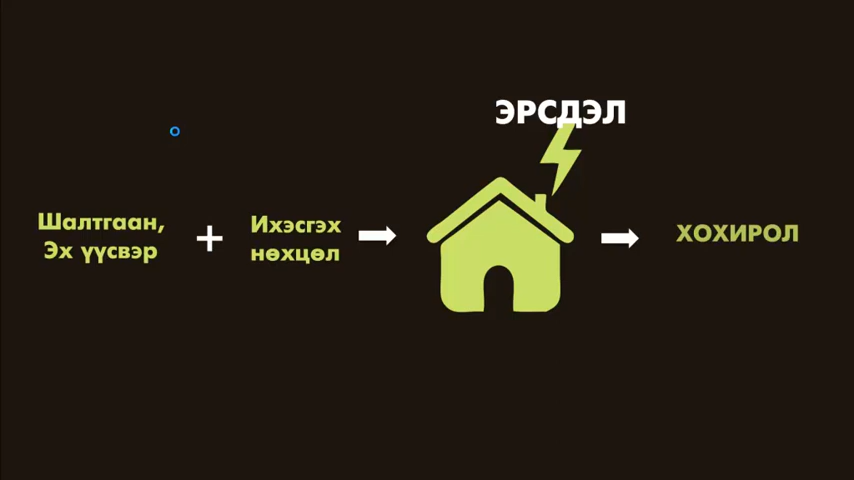 ЭРСДЭЛ
Шалтгаан,
Эх үүсвэр
+
Ихэсгэх
нөхцөл
ХОХИРОЛ